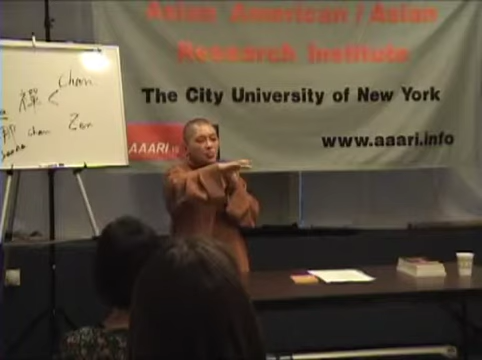 Chan
禪 <
chan Zen
Asian American / Asian
Research Institute
The City University of New York
AAARI
www.aaari.info